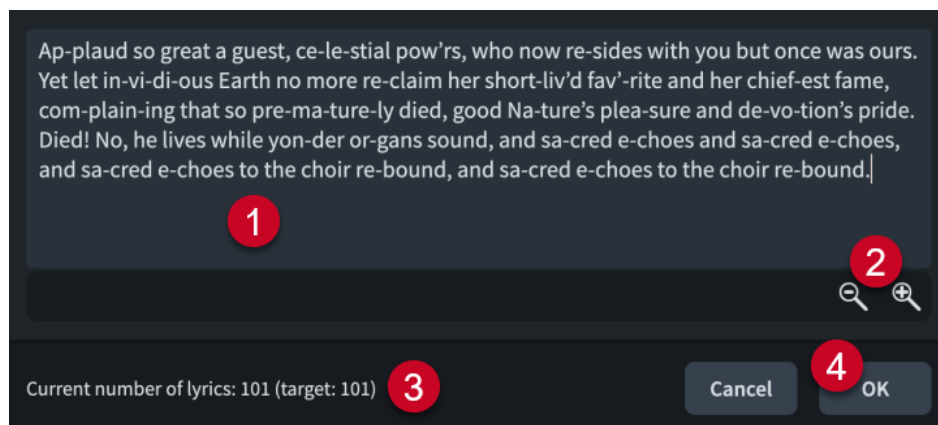 Ap-plaud so great a guest, ce-le-stial pow’rs, who now re-sides with you but once was ours.
Yet let in-vi-di-ous Earth no more re-claim her short-liv’d fav’-rite and her chief-est fame,
com-plain-ing that so pre-ma-ture-ly died, good Na-ture’s plea-sure and de-vo-tion’s pride.
Died! No, he lives while yon-der or-gans sound, and sa-cred e-choes and sa-cred e-choes,
and sa-cred e-choes to the choir re-bound, and sa-cred e-choes to the choir re-bound.
1
2
Current number of lyrics: 101 (target: 101)
3
Cancel
4
OK